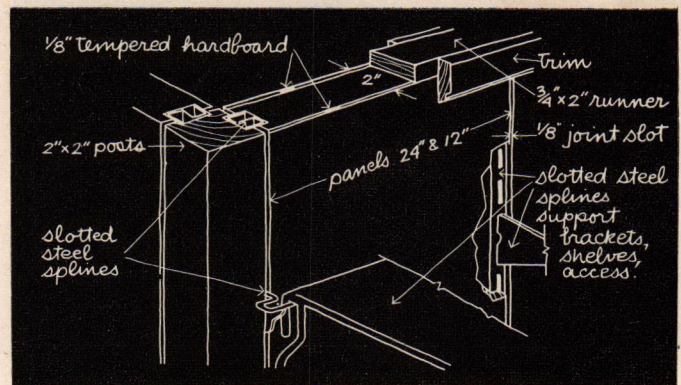 1/8" tempered hardboard
2"
trim
3/4" x 2" runner
2" x 2" posts
panels 24" & 12"
1/8" joint slot
slotted steel
splines
support
brackets,
shelves,
access.
slotted
steel
splines